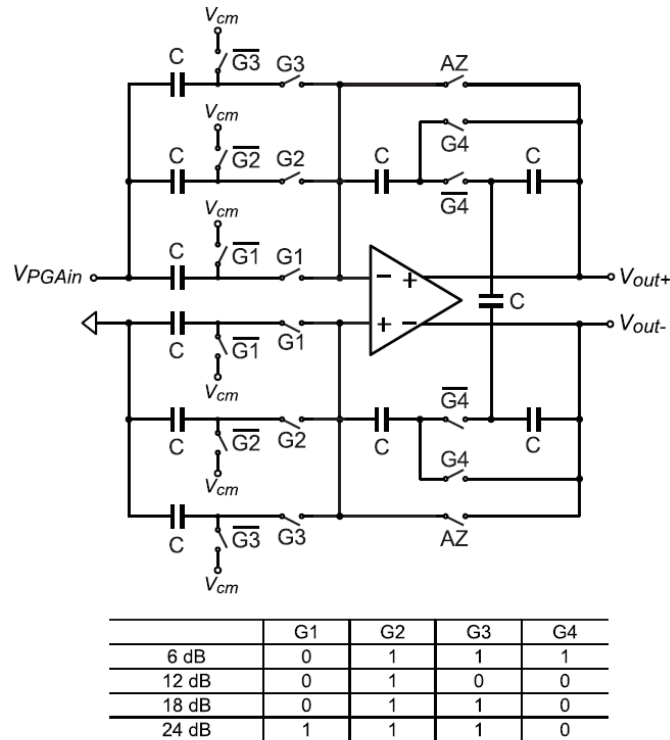 Vcm
C G3̅ G3 AZ
Vcm
G4
C G2̅ G2 C G4̅ C
Vcm
C G1̅ G1
VPGAin − + Vout+
C
+ − Vout-
C G1̅ G1
Vcm
G4̅
C G2̅ G2 C C
Vcm
G4
C G3̅ G3 AZ
Vcm
G1 G2 G3 G4
6 dB 0 1 1 1
12 dB 0 1 0 0
18 dB 0 1 1 0
24 dB 1 1 1 0